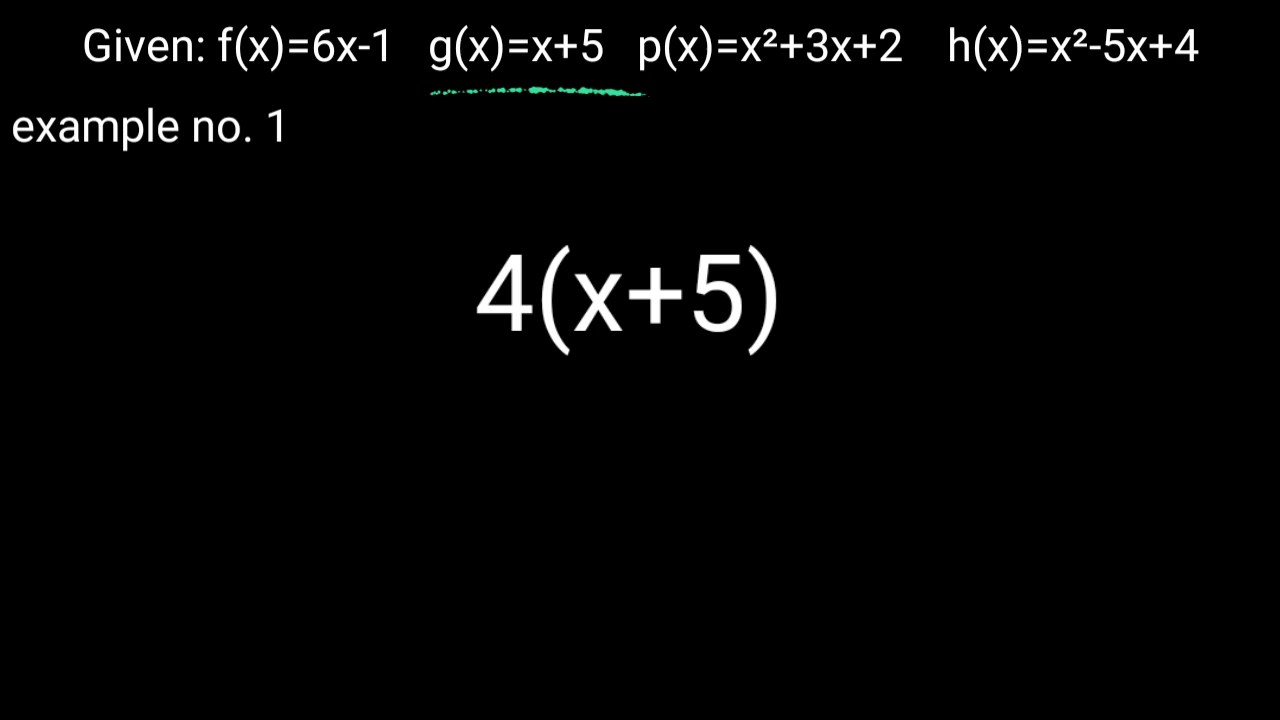 Given: f(x)=6x-1 g(x)=x+5 p(x)=x²+3x+2 h(x)=x²-5x+4
example no. 1
4(x+5)